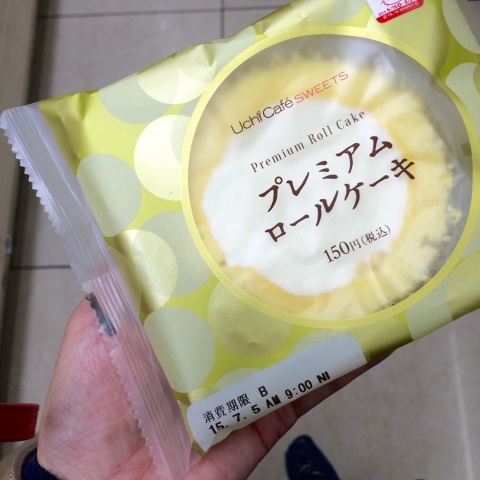 Uchi Café SWEETS
Premium Roll Cake
プレミアム
ロールケーキ
150円(税込)
消費期限 B
15.7.5 AM 9:00 NL